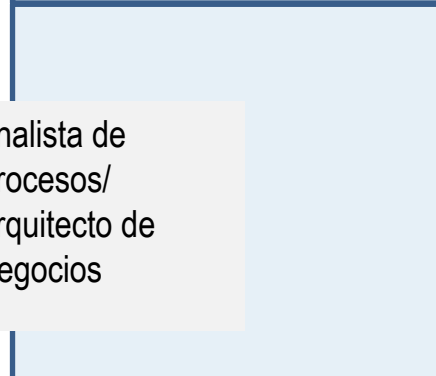 nalista de
rocesos/
rquitecto de
egocios